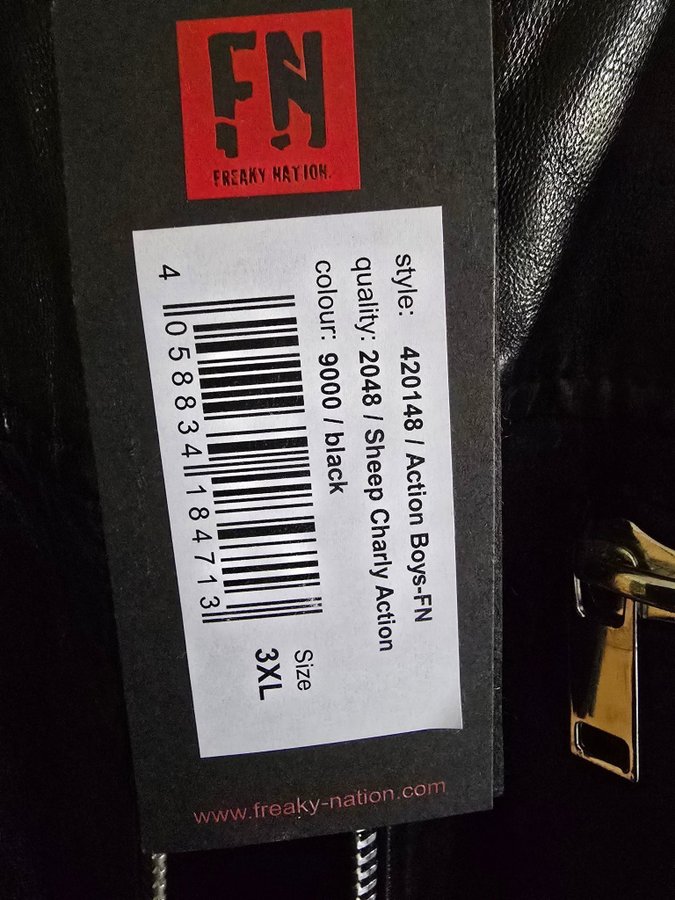 FN
FREAKY NATION.
style: 420148 / Action Boys-FN
quality: 2048 / Sheep Charly Action
colour: 9000 / black
4 058834 184713
Size
3XL
www.freaky-nation.com